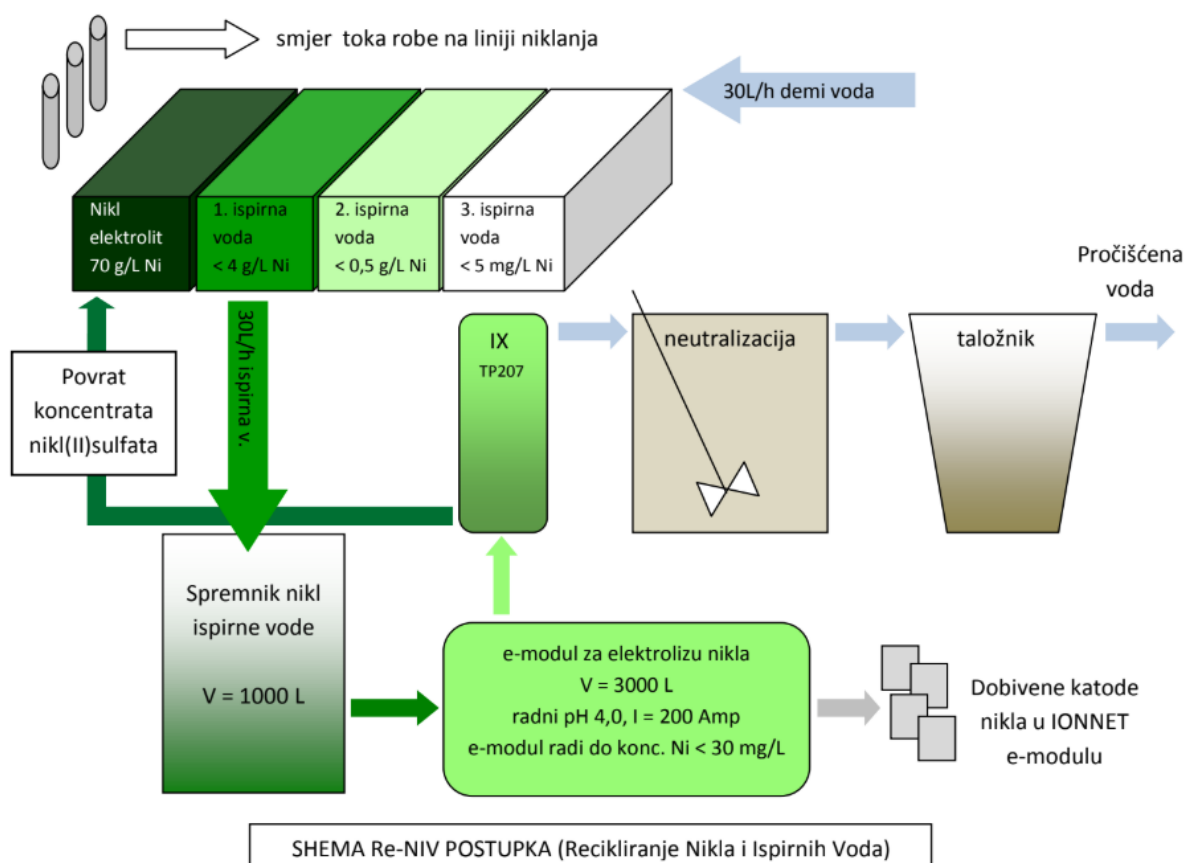 smjer toka robe na liniji niklanja
30L/h demi voda
Nikl
elektrolit
70 g/L Ni
1. ispirna
voda
< 4 g/L Ni
2. ispirna
voda
< 0,5 g/L Ni
3. ispirna
voda
< 5 mg/L Ni
Pročišćena
voda
30L/h ispirna v.
IX
TP207
neutralizacija
taložnik
Povrat
koncentrata
nikl(II)sulfata
Spremnik nikl
ispirne vode
V = 1000 L
e-modul za elektrolizu nikla
V = 3000 L
radni pH 4,0, I = 200 Amp
e-modul radi do konc. Ni < 30 mg/L
Dobivene katode
nikla u IONNET
e-modulu
SHEMA Re-NIV POSTUPKA (Recikliranje Nikla i Ispirnih Voda)